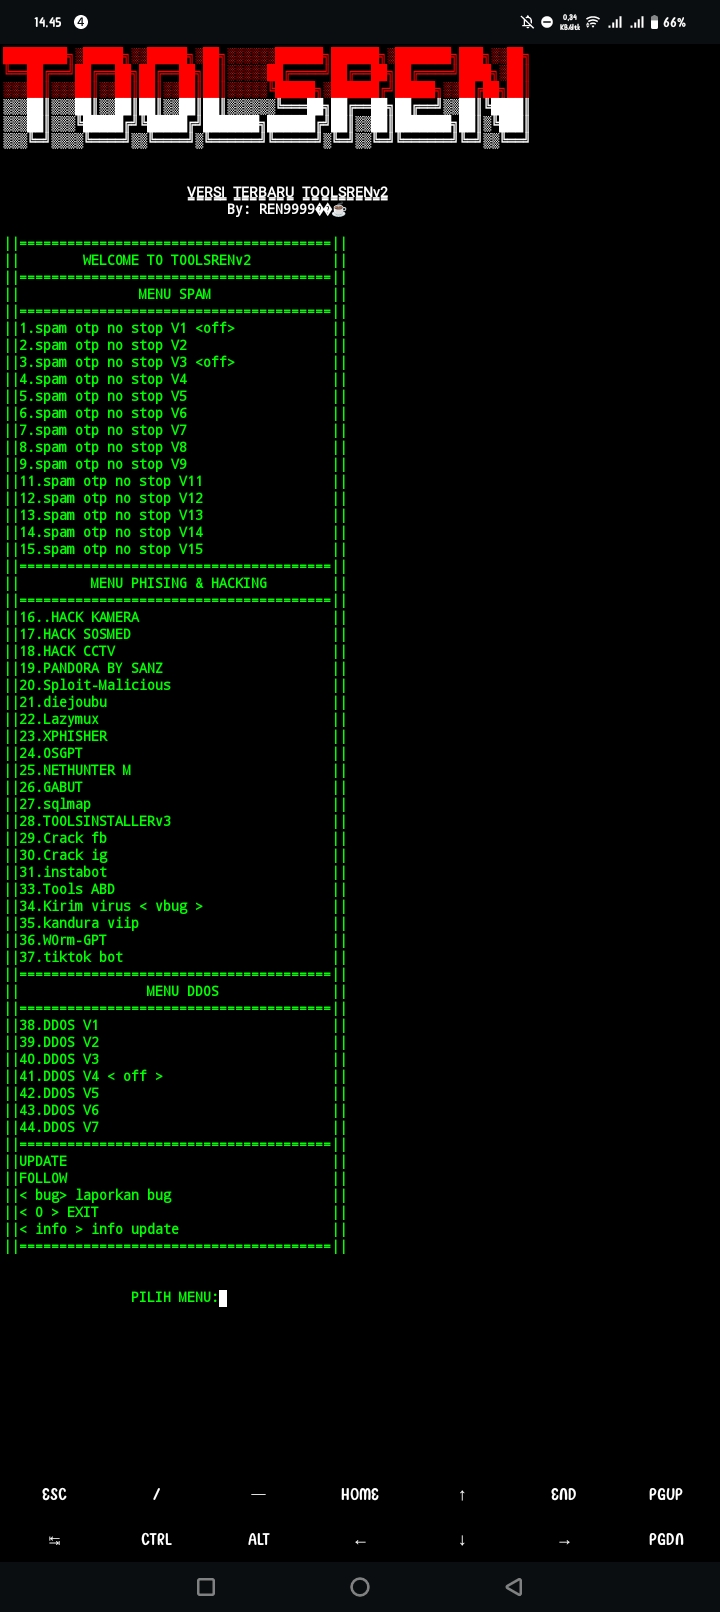 14.45 4 0,34 KB/dtk 66%
TOOLSREN
VERSI TERBARU TOOLSRENv2
By: REN9999��☕
||=======================================||
|| WELCOME TO TOOLSRENv2 ||
||=======================================||
|| MENU SPAM ||
||=======================================||
||1.spam otp no stop V1 <off> ||
||2.spam otp no stop V2 ||
||3.spam otp no stop V3 <off> ||
||4.spam otp no stop V4 ||
||5.spam otp no stop V5 ||
||6.spam otp no stop V6 ||
||7.spam otp no stop V7 ||
||8.spam otp no stop V8 ||
||9.spam otp no stop V9 ||
||11.spam otp no stop V11 ||
||12.spam otp no stop V12 ||
||13.spam otp no stop V13 ||
||14.spam otp no stop V14 ||
||15.spam otp no stop V15 ||
||=======================================||
|| MENU PHISING & HACKING ||
||=======================================||
||16..HACK KAMERA ||
||17.HACK SOSMED ||
||18.HACK CCTV ||
||19.PANDORA BY SANZ ||
||20.Sploit-Malicious ||
||21.diejoubu ||
||22.Lazymux ||
||23.XPHISHER ||
||24.OSGPT ||
||25.NETHUNTER M ||
||26.GABUT ||
||27.sqlmap ||
||28.TOOLSINSTALLERv3 ||
||29.Crack fb ||
||30.Crack ig ||
||31.instabot ||
||33.Tools ABD ||
||34.Kirim virus < vbug > ||
||35.kandura viip ||
||36.WOrm-GPT ||
||37.tiktok bot ||
||=======================================||
|| MENU DDOS ||
||=======================================||
||38.DDOS V1 ||
||39.DDOS V2 ||
||40.DDOS V3 ||
||41.DDOS V4 < off > ||
||42.DDOS V5 ||
||43.DDOS V6 ||
||44.DDOS V7 ||
||=======================================||
||UPDATE ||
||FOLLOW ||
||< bug> laporkan bug ||
||< 0 > EXIT ||
||< info > info update ||
||=======================================||
PILIH MENU:
ESC / — HOME ↑ END PGUP
↹ CTRL ALT ← ↓ → PGDN